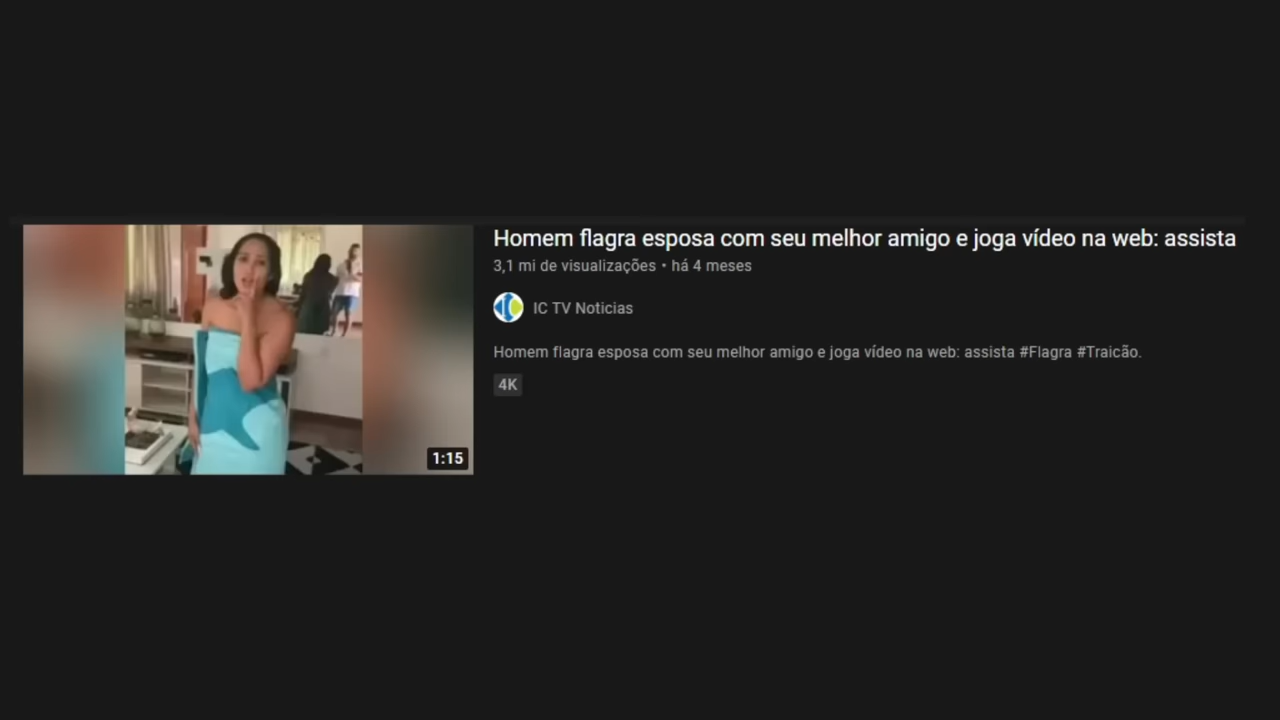 Homem flagra esposa com seu melhor amigo e joga vídeo na web: assista
3,1 mi de visualizações • há 4 meses
IC TV Noticias
Homem flagra esposa com seu melhor amigo e joga vídeo na web: assista #Flagra #Traicão.
4K
1:15